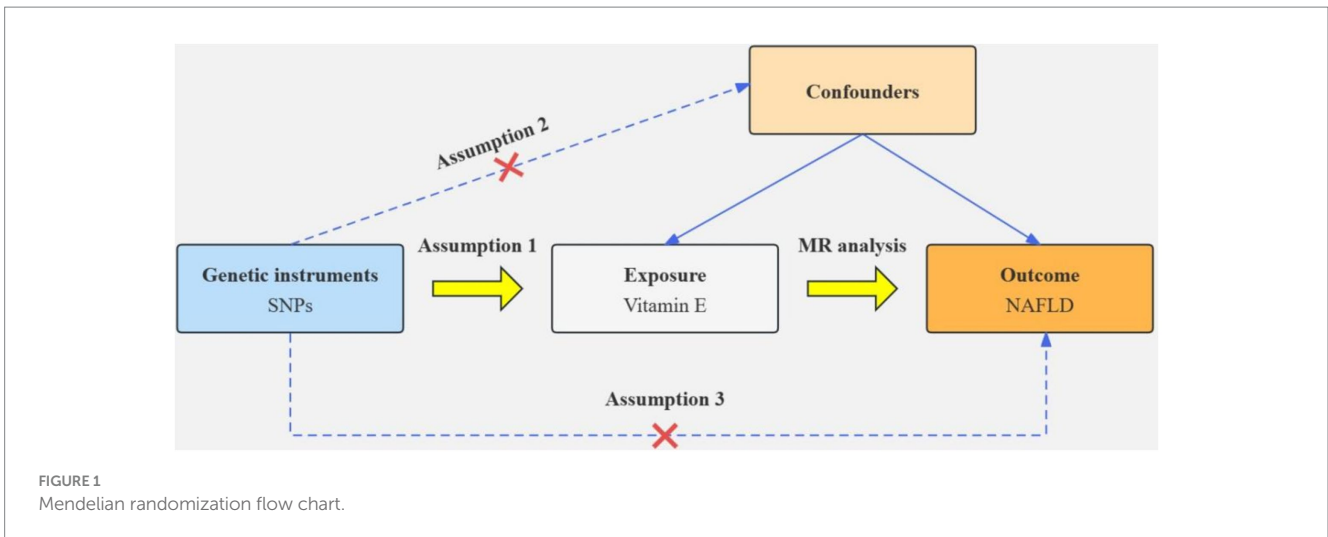 Confounders
Assumption 2
Assumption 1
MR analysis
Genetic instruments
SNPs
Exposure
Vitamin E
Outcome
NAFLD
Assumption 3
FIGURE 1
Mendelian randomization flow chart.